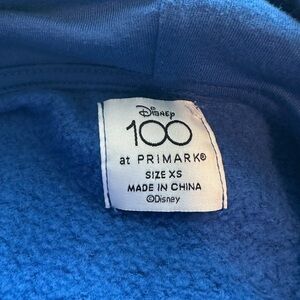 Disney
100
at PRIMARK®
SIZE XS
MADE IN CHINA
©Disney